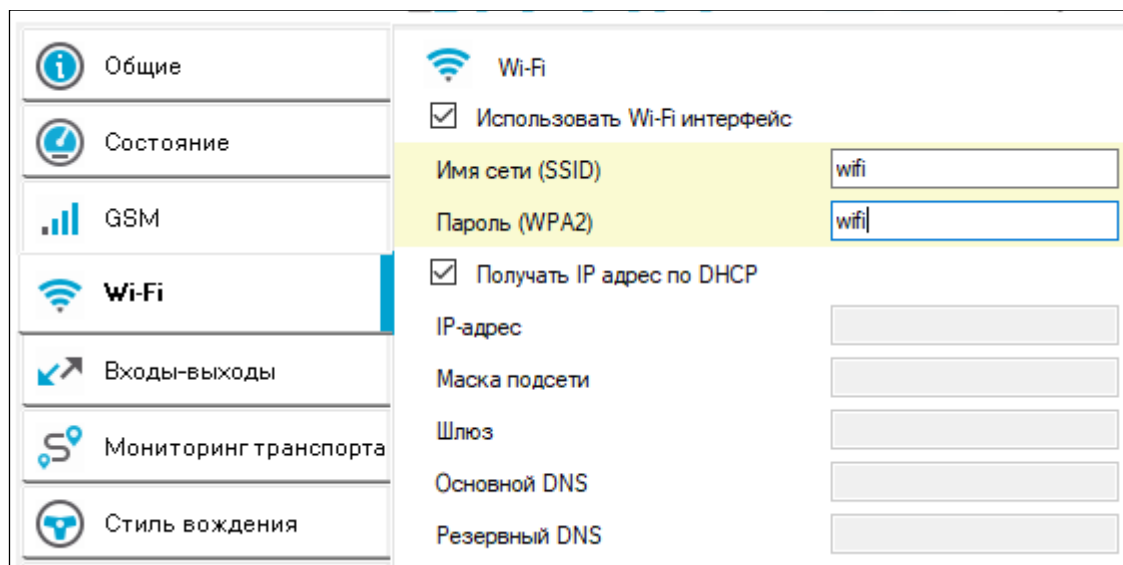 Общие
Состояние
GSM
Wi-Fi
Входы-выходы
Мониторинг транспорта
Стиль вождения
Wi-Fi
Использовать Wi-Fi интерфейс
Имя сети (SSID) wifi
Пароль (WPA2) wifi
Получать IP адрес по DHCP
IP-адрес
Маска подсети
Шлюз
Основной DNS
Резервный DNS